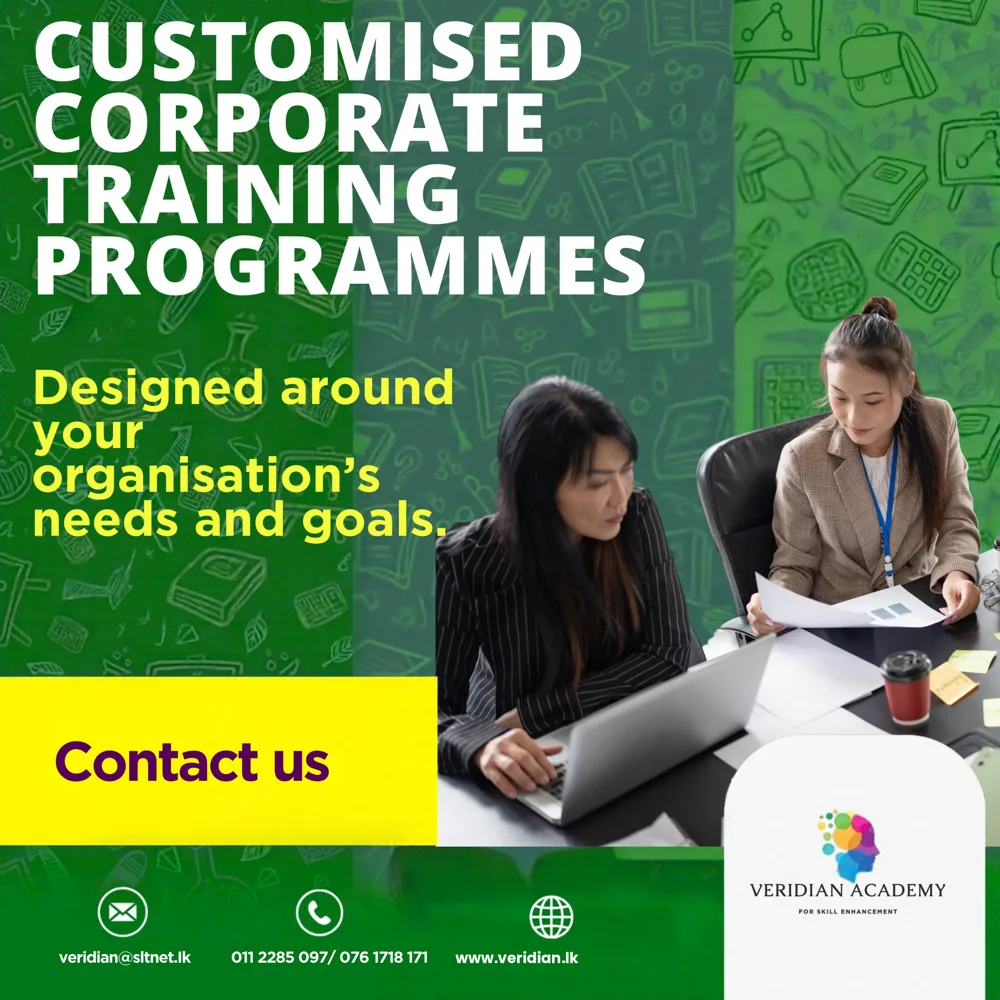 CUSTOMISED
CORPORATE
TRAINING
PROGRAMMES
Designed around
your
organisation's
needs and goals.
Contact us
veridian@sltnet.lk
011 2285 097/ 076 1718 171
www.veridian.lk
VERIDIAN ACADEMY
FOR SKILL ENHANCEMENT